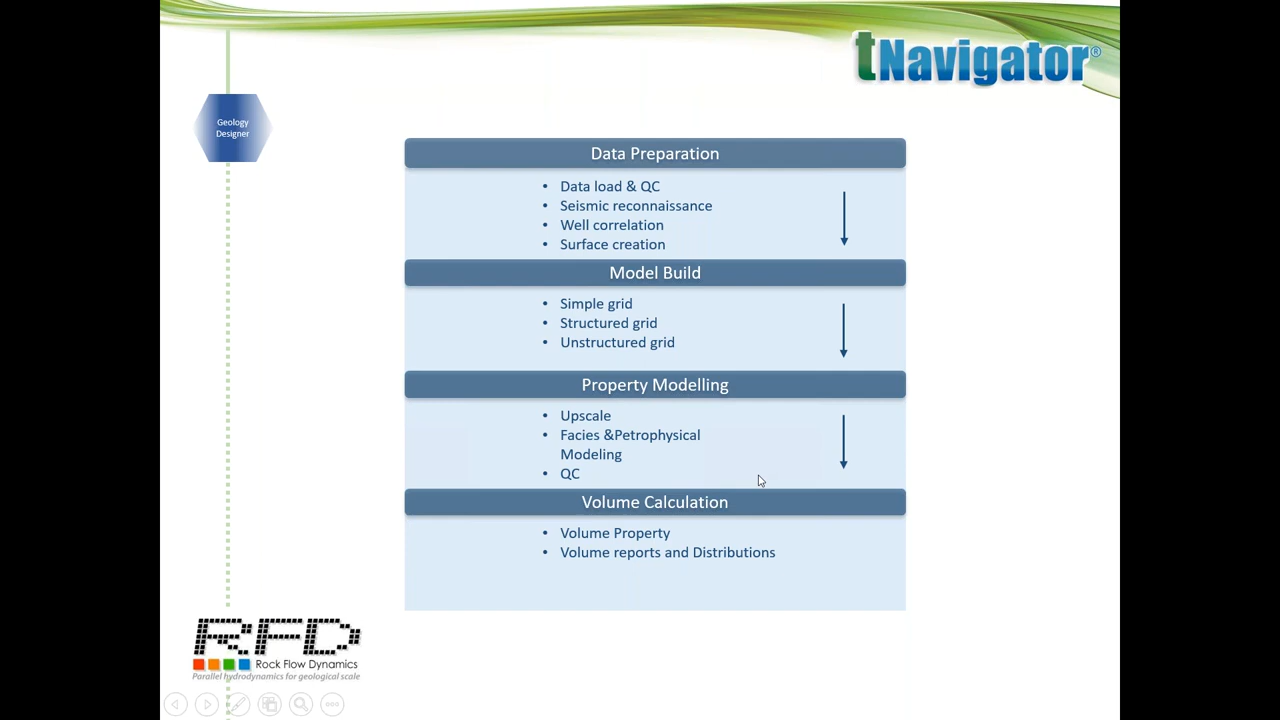 tNavigator®
Geology
Designer
Data Preparation
• Data load & QC
• Seismic reconnaissance
• Well correlation
• Surface creation
Model Build
• Simple grid
• Structured grid
• Unstructured grid
Property Modelling
• Upscale
• Facies &Petrophysical
Modeling
• QC
Volume Calculation
• Volume Property
• Volume reports and Distributions
RFD
Rock Flow Dynamics
Parallel hydrodynamics for geological scale